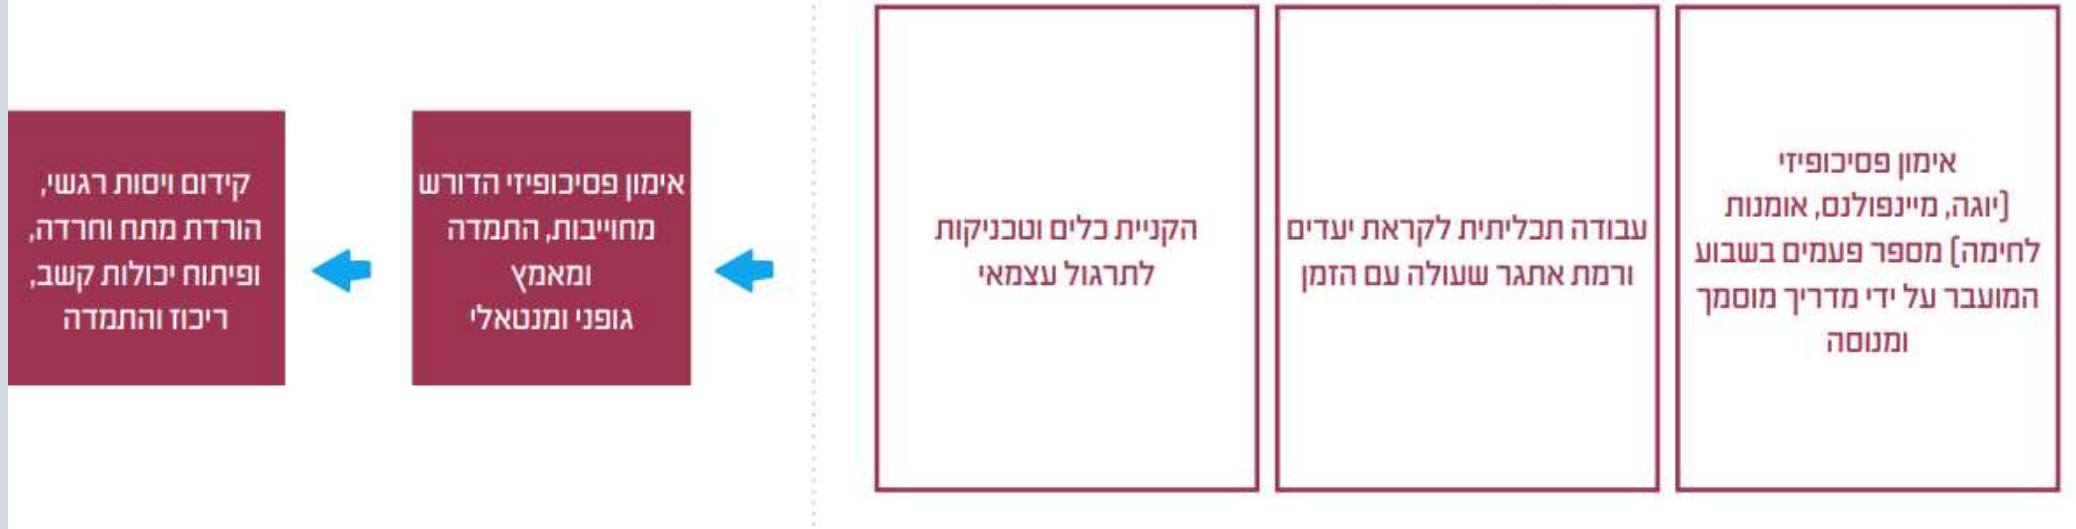 אימון פסיכופיזי
(יוגה, מיינפולנס, אומנות
לחימה) מספר פעמים בשבוע
המועבר על ידי מדריך מוסמך
ומנוסה
עבודה תכליתית לקראת יעדים
ורמת אתגר שעולה עם הזמן
הקניית כלים וטכניקות
לתרגול עצמאי
אימון פסיכופיזי הדורש
מחוייבות, התמדה
ומאמץ
גופני ומנטאלי
קידום ויסות רגשי,
הורדת מתח וחרדה,
ופיתוח יכולות קשב,
ריכוז והתמדה